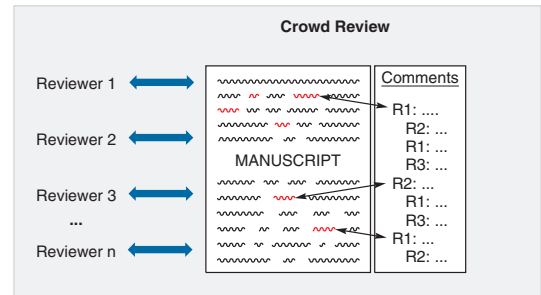 Crowd Review
Reviewer 1
Reviewer 2
Reviewer 3
...
Reviewer n
MANUSCRIPT
Comments
R1: ....
R2: ...
R1: ...
R3: ...
R2: ...
R1: ...
R3: ...
R1: ...
R2: ...